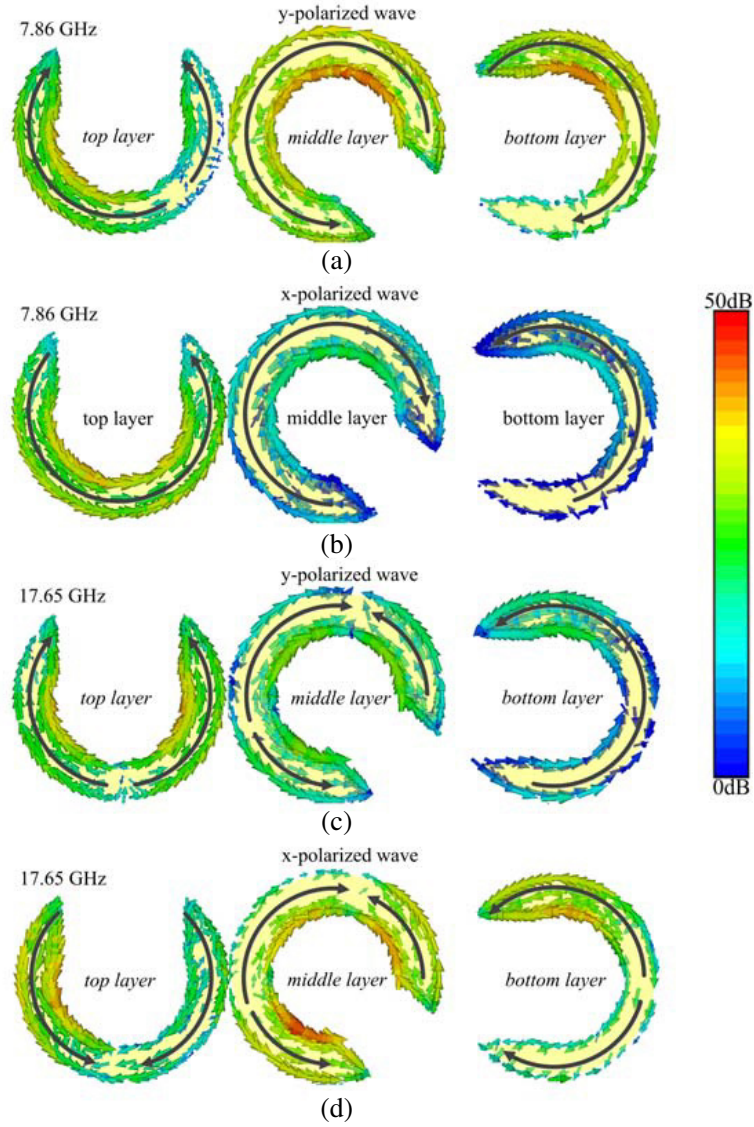 y-polarized wave
7.86 GHz
top layer
middle layer
bottom layer
(a)
x-polarized wave
7.86 GHz
top layer
middle layer
bottom layer
(b)
50dB
0dB
y-polarized wave
17.65 GHz
top layer
middle layer
bottom layer
(c)
x-polarized wave
17.65 GHz
top layer
middle layer
bottom layer
(d)